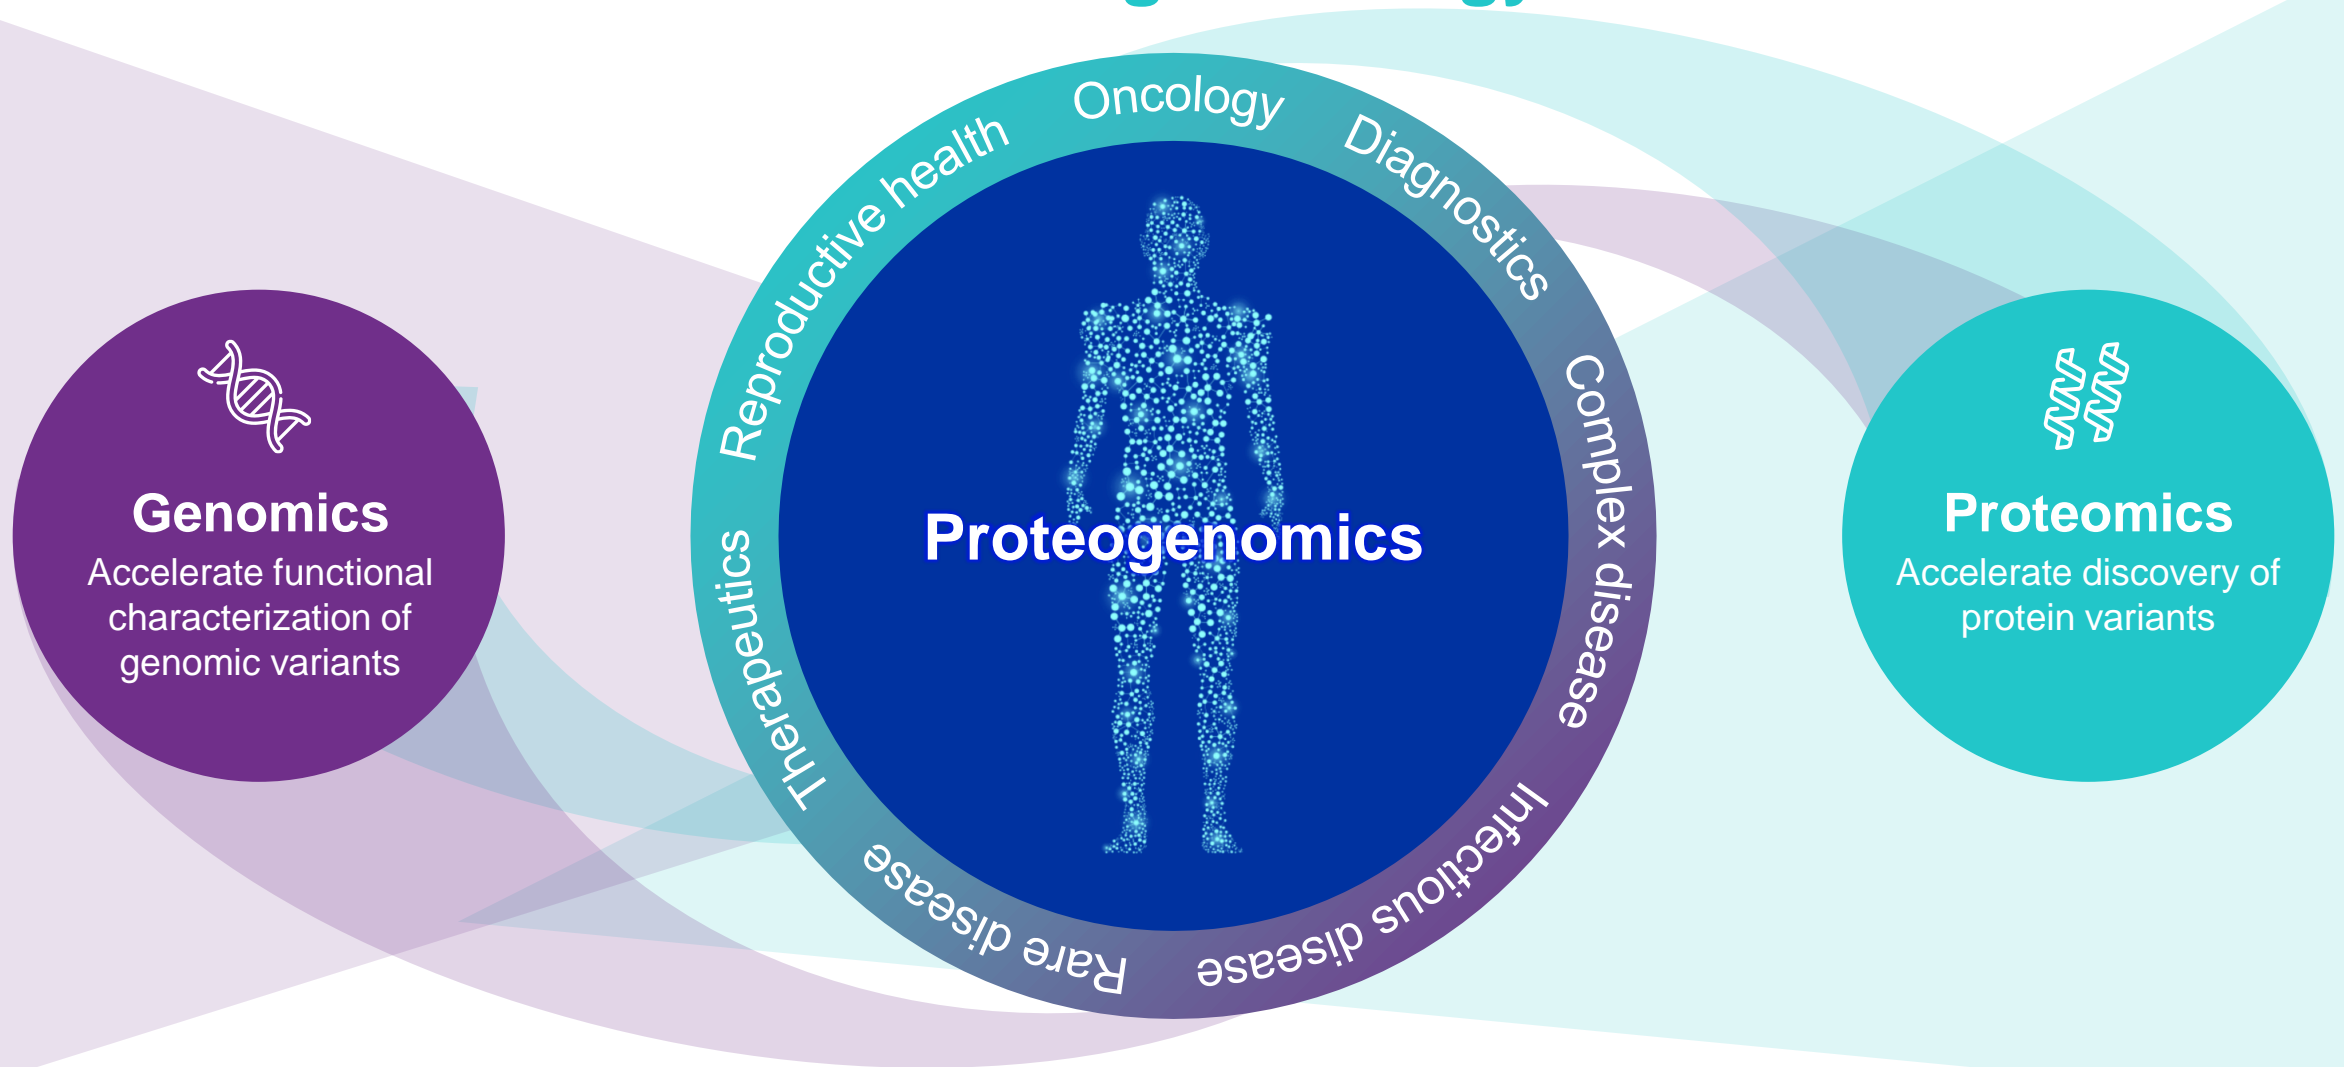 Oncology
Diagnostics
Complex disease
Infectious disease
Rare disease
Therapeutics
Reproductive health
Genomics
Accelerate functional
characterization of
genomic variants
Proteogenomics
Proteomics
Accelerate discovery of
protein variants